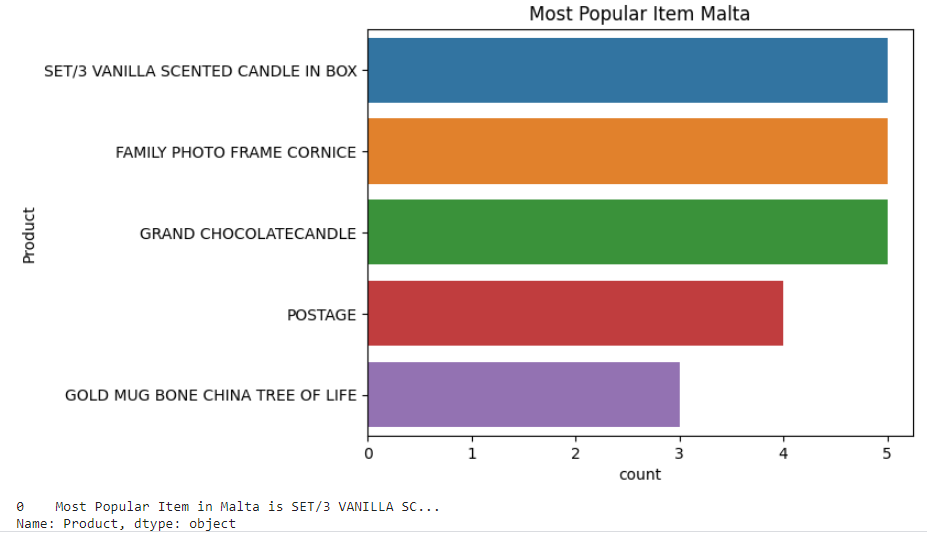 Most Popular Item Malta
SET/3 VANILLA SCENTED CANDLE IN BOX
FAMILY PHOTO FRAME CORNICE
GRAND CHOCOLATECANDLE
POSTAGE
GOLD MUG BONE CHINA TREE OF LIFE
Product
0 1 2 3 4 5
count
0    Most Popular Item in Malta is SET/3 VANILLA SC...
Name: Product, dtype: object